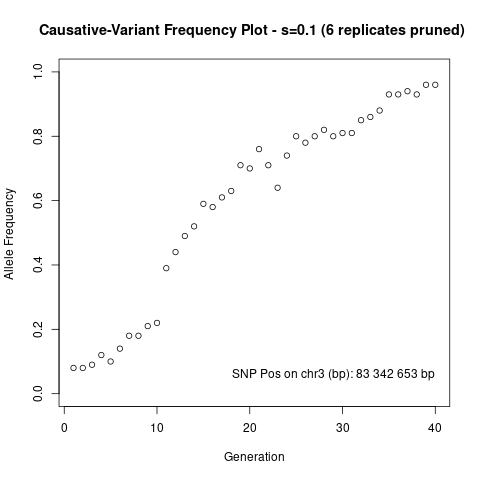 Causative-Variant Frequency Plot - s=0.1 (6 replicates pruned)
1.0
0.8
0.6
0.4
0.2
0.0
Allele Frequency
SNP Pos on chr3 (bp): 83 342 653 bp
0 10 20 30 40
Generation